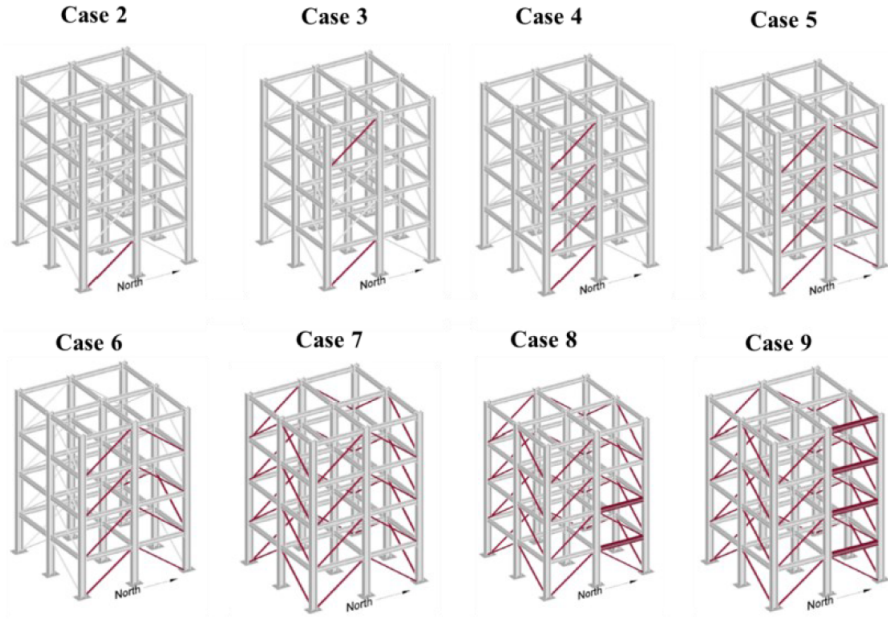 Case 2
Case 3
Case 4
Case 5
North
North
North
North
Case 6
Case 7
Case 8
Case 9
North
North
North
North